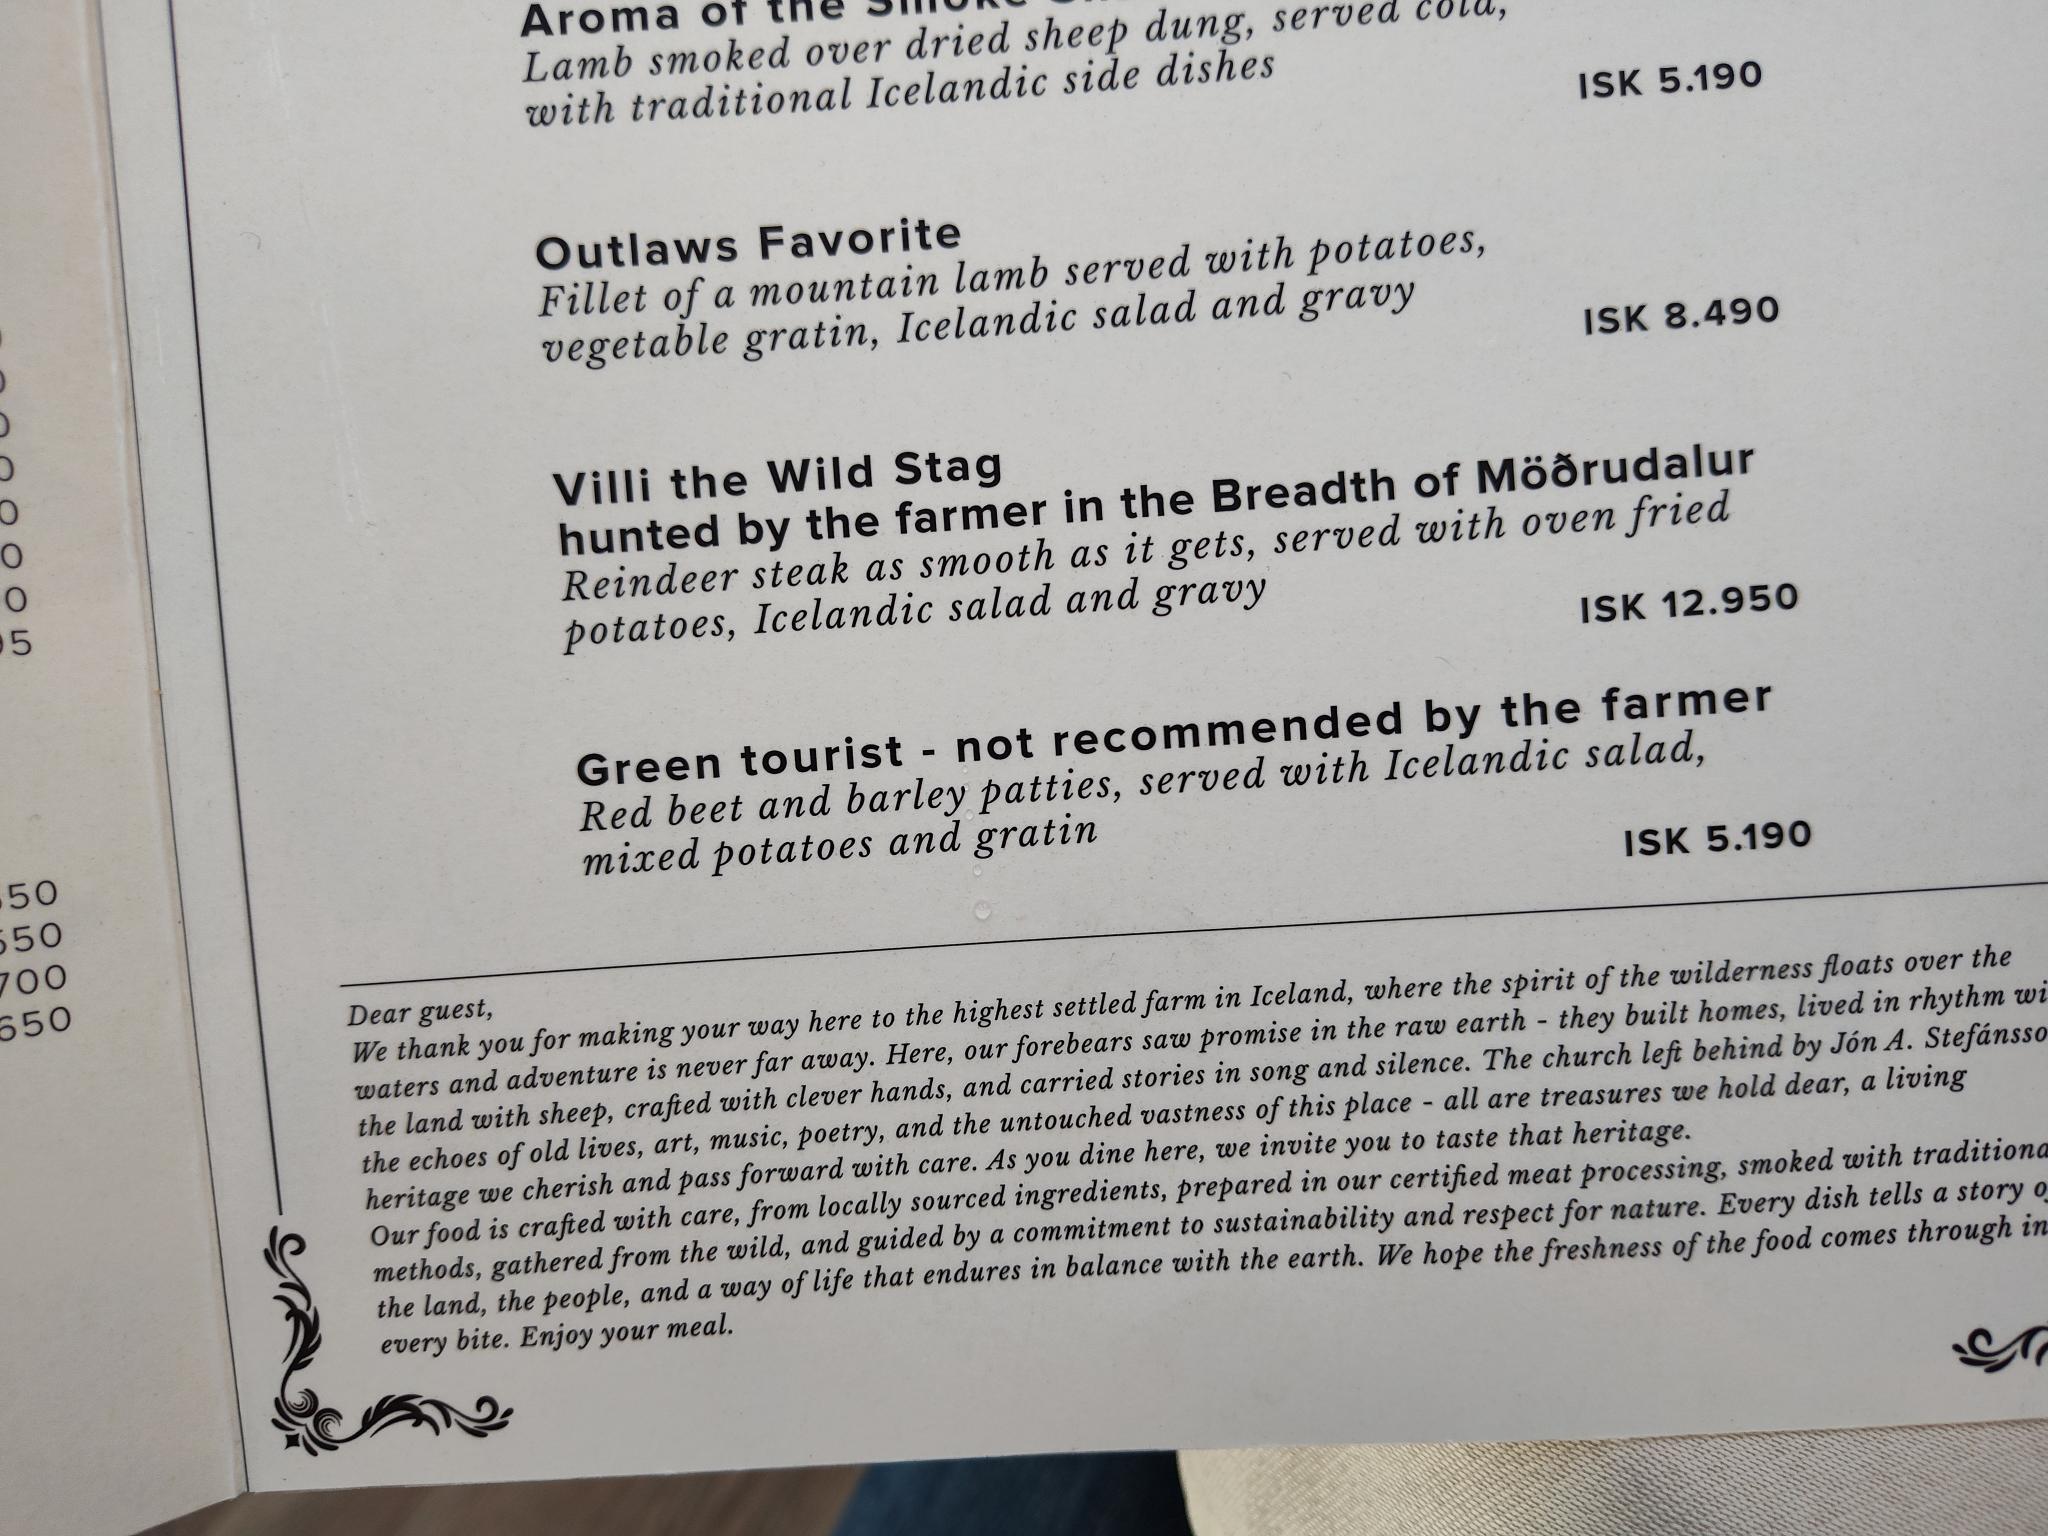 Aroma of the Smoke
Lamb smoked over dried sheep dung, served cold,
with traditional Icelandic side dishes
ISK 5.190
Outlaws Favorite
Fillet of a mountain lamb served with potatoes,
vegetable gratin, Icelandic salad and gravy
ISK 8.490
Villi the Wild Stag
hunted by the farmer in the Breadth of Möðrudalur
Reindeer steak as smooth as it gets, served with oven fried
potatoes, Icelandic salad and gravy
ISK 12.950
Green tourist - not recommended by the farmer
Red beet and barley patties, served with Icelandic salad,
mixed potatoes and gratin
ISK 5.190
Dear guest,
We thank you for making your way here to the highest settled farm in Iceland, where the spirit of the wilderness floats over the
waters and adventure is never far away. Here, our forebears saw promise in the raw earth - they built homes, lived in rhythm wi
the land with sheep, crafted with clever hands, and carried stories in song and silence. The church left behind by Jón A. Stefánsso
the echoes of old lives, art, music, poetry, and the untouched vastness of this place - all are treasures we hold dear, a living
heritage we cherish and pass forward with care. As you dine here, we invite you to taste that heritage.
Our food is crafted with care, from locally sourced ingredients, prepared in our certified meat processing, smoked with traditiona
methods, gathered from the wild, and guided by a commitment to sustainability and respect for nature. Every dish tells a story of
the land, the people, and a way of life that endures in balance with the earth. We hope the freshness of the food comes through in
every bite. Enjoy your meal.
50
650
700
650